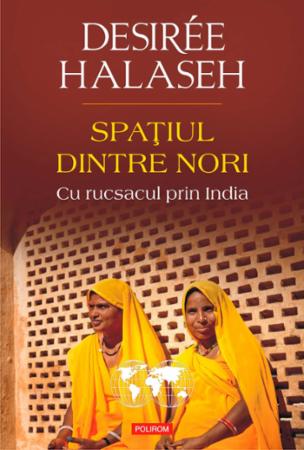 DESIRÉE
HALASEH
SPAŢIUL
DINTRE NORI
Cu rucsacul prin India
POLIROM